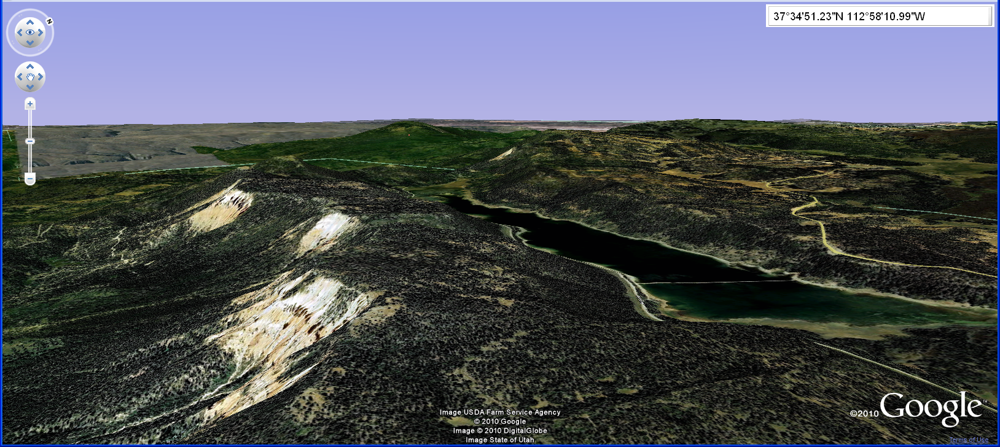 N
37°34'51.23"N 112°58'10.99"W
Image USDA Farm Service Agency
© 2010 Google
Image © 2010 DigitalGlobe
Image State of Utah
©2010 Google™
Terms of Use